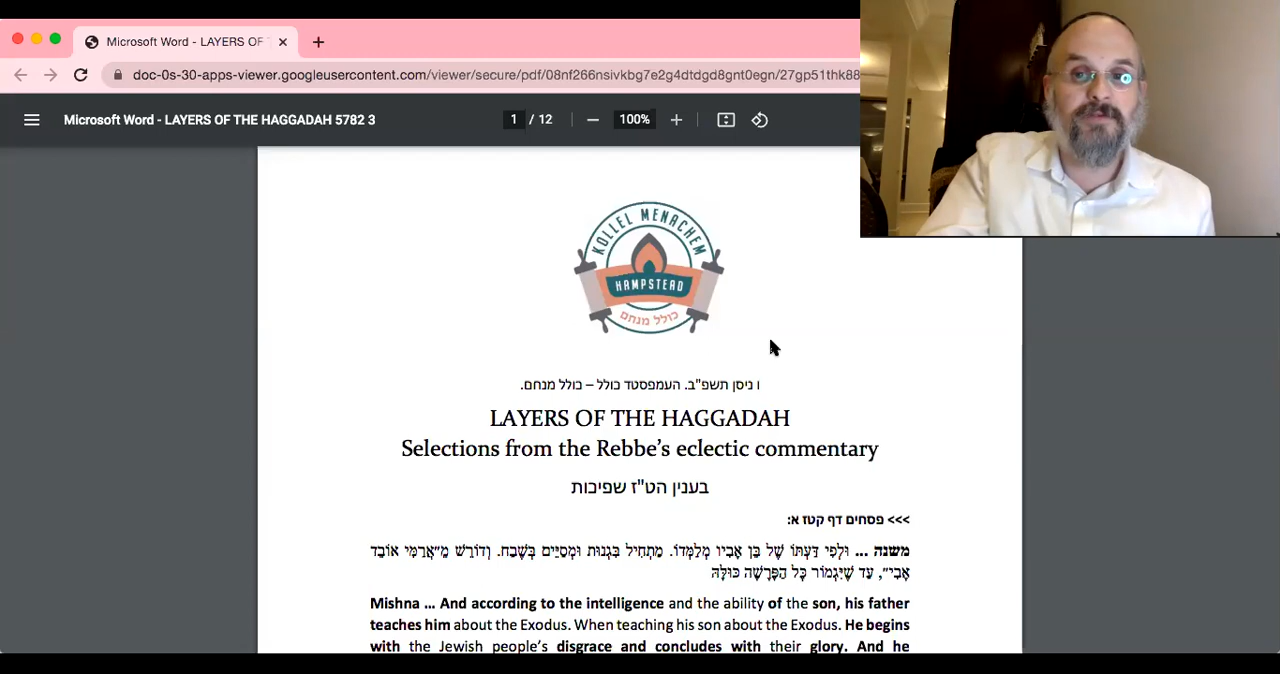 Microsoft Word - LAYERS OF
doc-0s-30-apps-viewer.googleusercontent.com/viewer/secure/pdf/08nf266nsivkbg7e2g4dtdgd8gnt0egn/27gp51thk88
Microsoft Word - LAYERS OF THE HAGGADAH 5782 3
1 / 12
100%
KOLLEL MENACHEM
HAMPSTEAD
כולל מנחם
ו ניסן תשפ"ב. העמפסטד כולל – כולל מנחם.
LAYERS OF THE HAGGADAH
Selections from the Rebbe's eclectic commentary
בענין הט"ז שפיכות
>>> פסחים דף קטז א:
משנה ... וּלְפִי דַּעְתּוֹ שֶׁל בֵּן אָבִיו מְלַמְּדוֹ. מַתְחִיל בִּגְנוּת וּמְסַיֵּים בְּשֶׁבַח. וְדוֹרֵשׁ מֵ״אֲרַמִּי אוֹבֵד
אָבִי״, עַד שֶׁיִּגְמוֹר כׇּל הַפָּרָשָׁה כּוּלָּהּ
Mishna ... And according to the intelligence and the ability of the son, his father
teaches him about the Exodus. When teaching his son about the Exodus. He begins
with the Jewish people's disgrace and concludes with their glory. And he